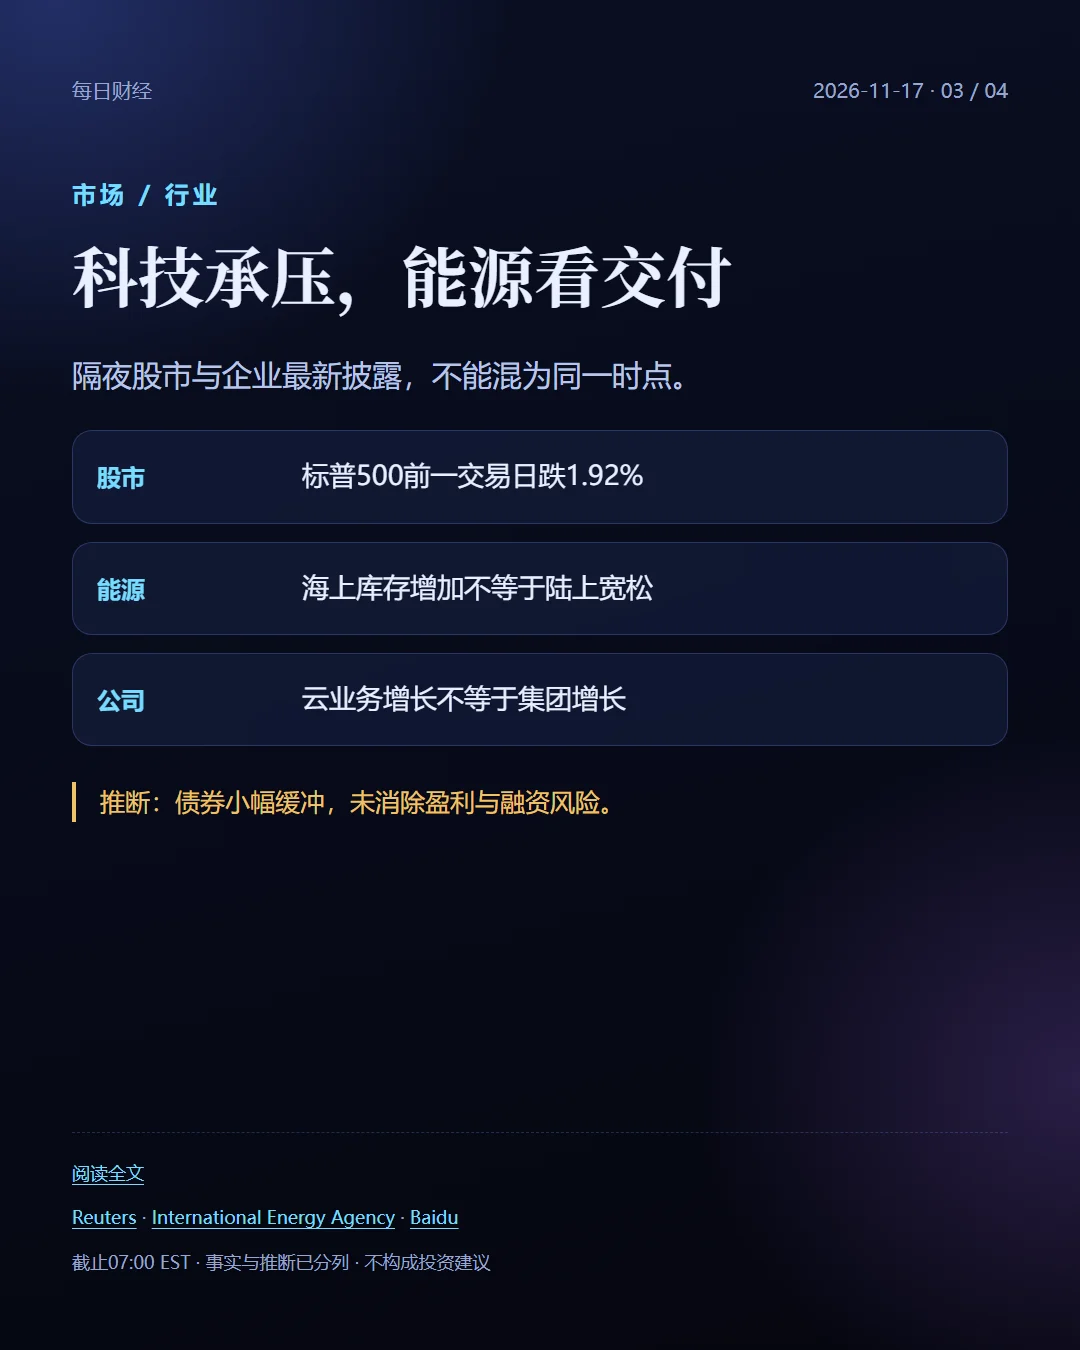 每日财经
2026-11-17 · 03 / 04
市场 / 行业
科技承压，能源看交付
隔夜股市与企业最新披露，不能混为同一时点。
股市 标普500前一交易日跌1.92%
能源 海上库存增加不等于陆上宽松
公司 云业务增长不等于集团增长
推断：债券小幅缓冲，未消除盈利与融资风险。
阅读全文
Reuters · International Energy Agency · Baidu
截止07:00 EST · 事实与推断已分列 · 不构成投资建议